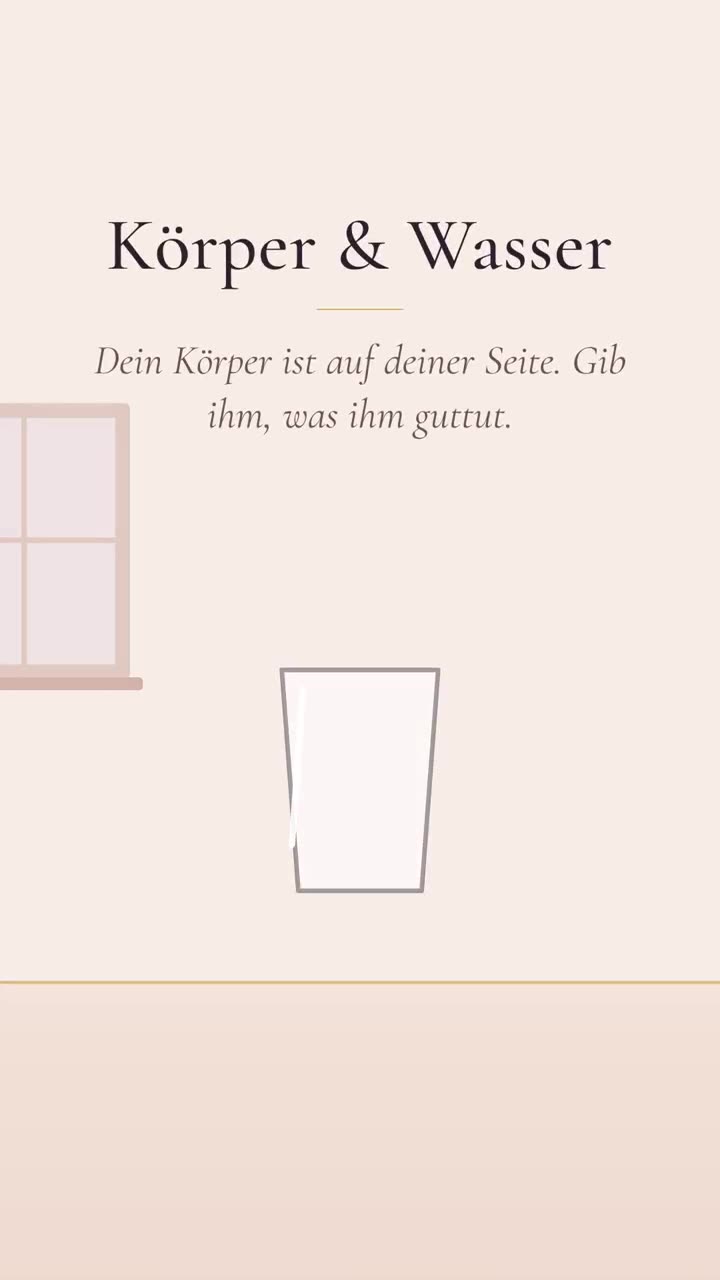 Körper & Wasser
Dein Körper ist auf deiner Seite. Gib
ihm, was ihm guttut.